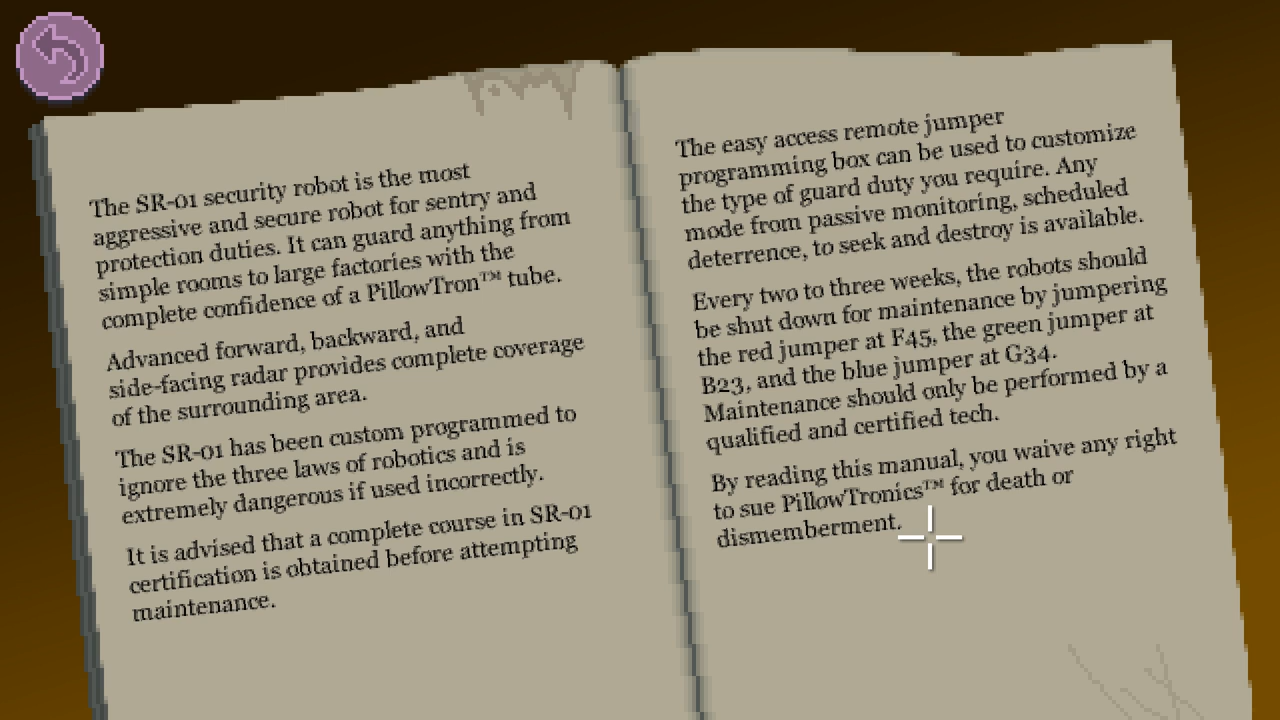 The SR-01 security robot is the most
aggressive and secure robot for sentry and
protection duties. It can guard anything from
simple rooms to large factories with the
complete confidence of a PillowTron™ tube.
Advanced forward, backward, and
side-facing radar provides complete coverage
of the surrounding area.
The SR-01 has been custom programmed to
ignore the three laws of robotics and is
extremely dangerous if used incorrectly.
It is advised that a complete course in SR-01
certification is obtained before attempting
maintenance.
The easy access remote jumper
programming box can be used to customize
the type of guard duty you require. Any
mode from passive monitoring, scheduled
deterrence, to seek and destroy is available.
Every two to three weeks, the robots should
be shut down for maintenance by jumpering
the red jumper at F45, the green jumper at
B23, and the blue jumper at G34.
Maintenance should only be performed by a
qualified and certified tech.
By reading this manual, you waive any right
to sue PillowTronics™ for death or
dismemberment.